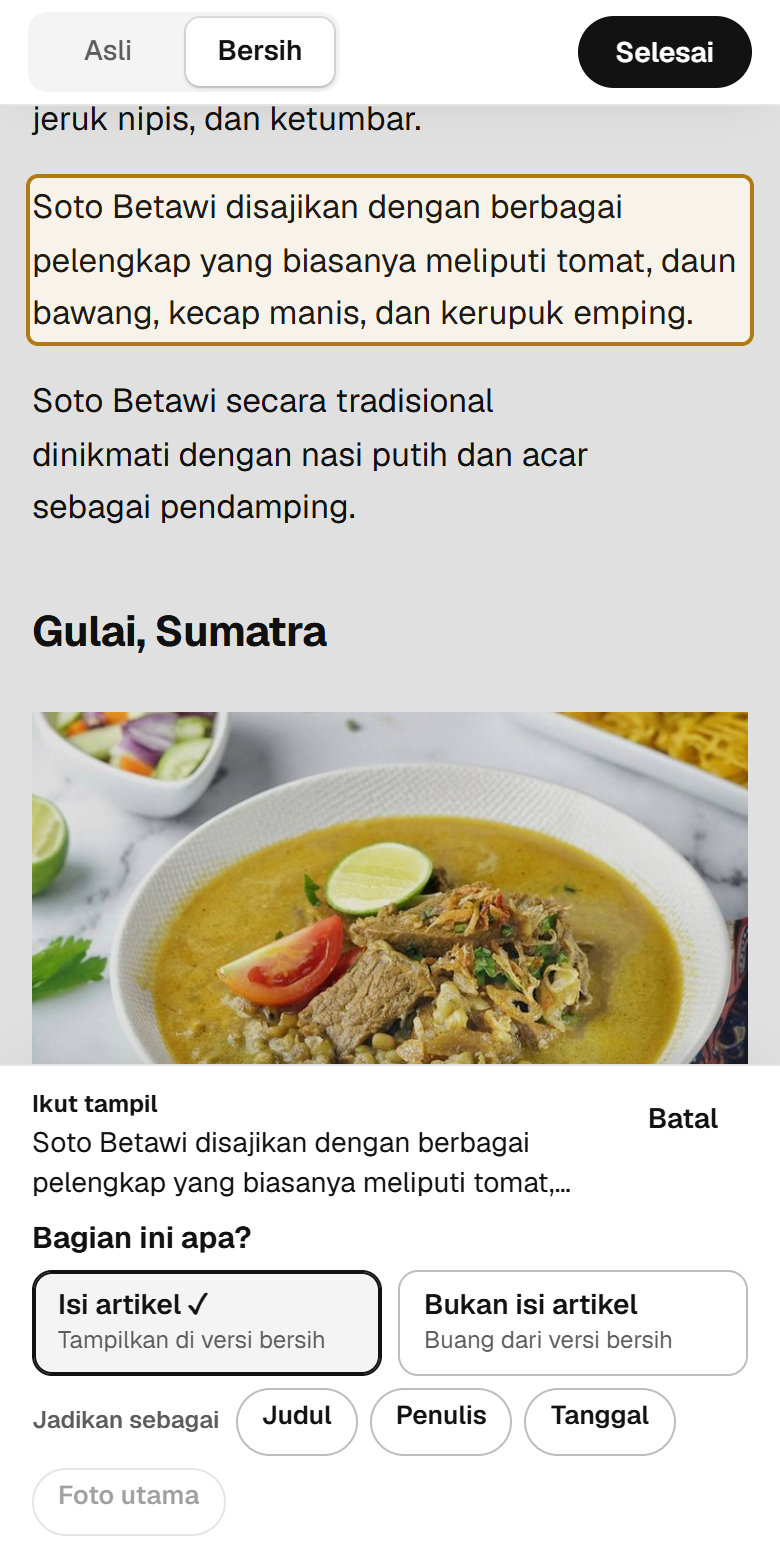 Asli
Bersih
Selesai
jeruk nipis, dan ketumbar.
Soto Betawi disajikan dengan berbagai
pelengkap yang biasanya meliputi tomat, daun
bawang, kecap manis, dan kerupuk emping.
Soto Betawi secara tradisional
dinikmati dengan nasi putih dan acar
sebagai pendamping.
Gulai, Sumatra
Ikut tampil
Batal
Soto Betawi disajikan dengan berbagai
pelengkap yang biasanya meliputi tomat,...
Bagian ini apa?
Isi artikel ✓
Bukan isi artikel
Tampilkan di versi bersih
Buang dari versi bersih
Jadikan sebagai
Judul
Penulis
Tanggal
Foto utama